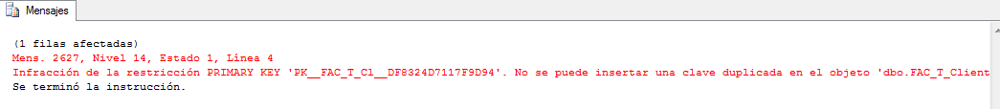 Mensajes
(1 filas afectadas)
Mens. 2627, Nivel 14, Estado 1, Línea 4
Infracción de la restricción PRIMARY KEY 'PK__FAC_T_Cl__DF8324D7117F9D94'. No se puede insertar una clave duplicada en el objeto 'dbo.FAC_T_Client
Se terminó la instrucción.